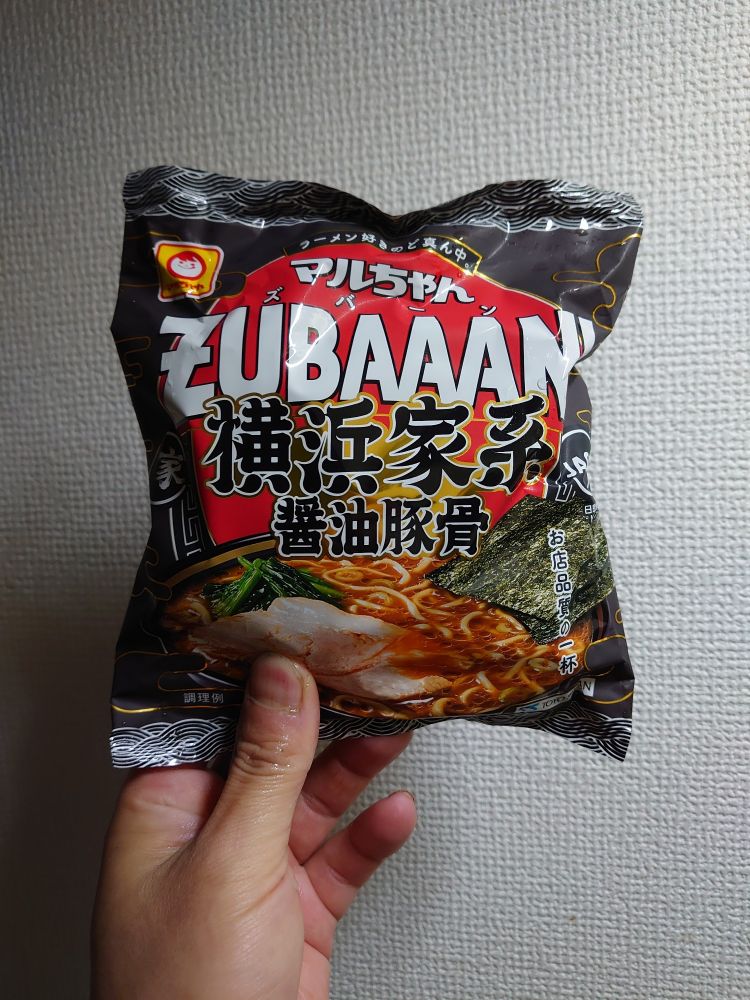 ラーメン好きのど真ん中。
マルちゃん
ズバーン
ZUBAAAN
横浜家系
醤油豚骨
家
お店品質の一杯
調理例